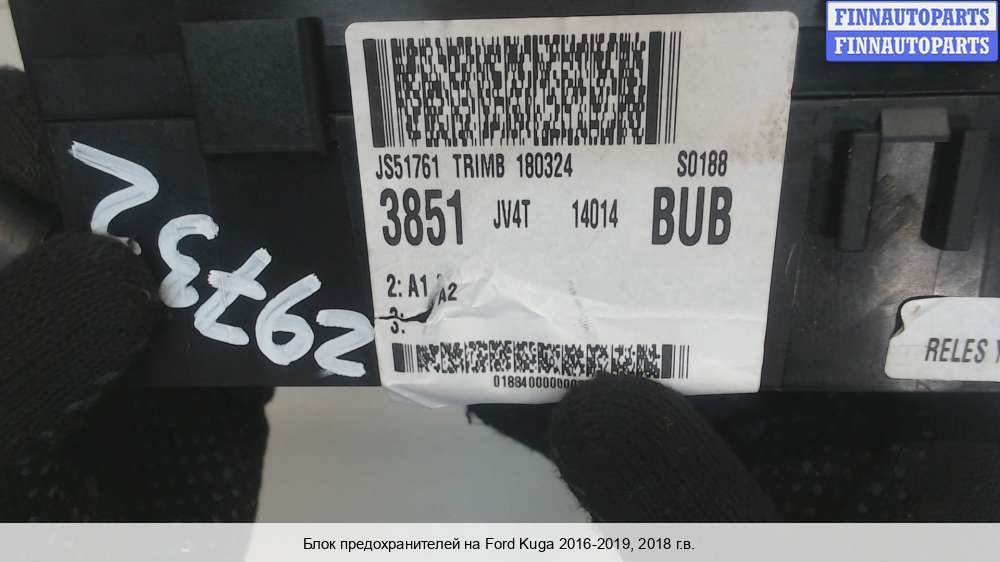 FINNAUTOPARTS
FINNAUTOPARTS
JS51761 TRIMB 180324 S0188
3851 JV4T 14014 BUB
2: A1 A2
3:
RELES Y
29732
Блок предохранителей на Ford Kuga 2016-2019, 2018 г.в.